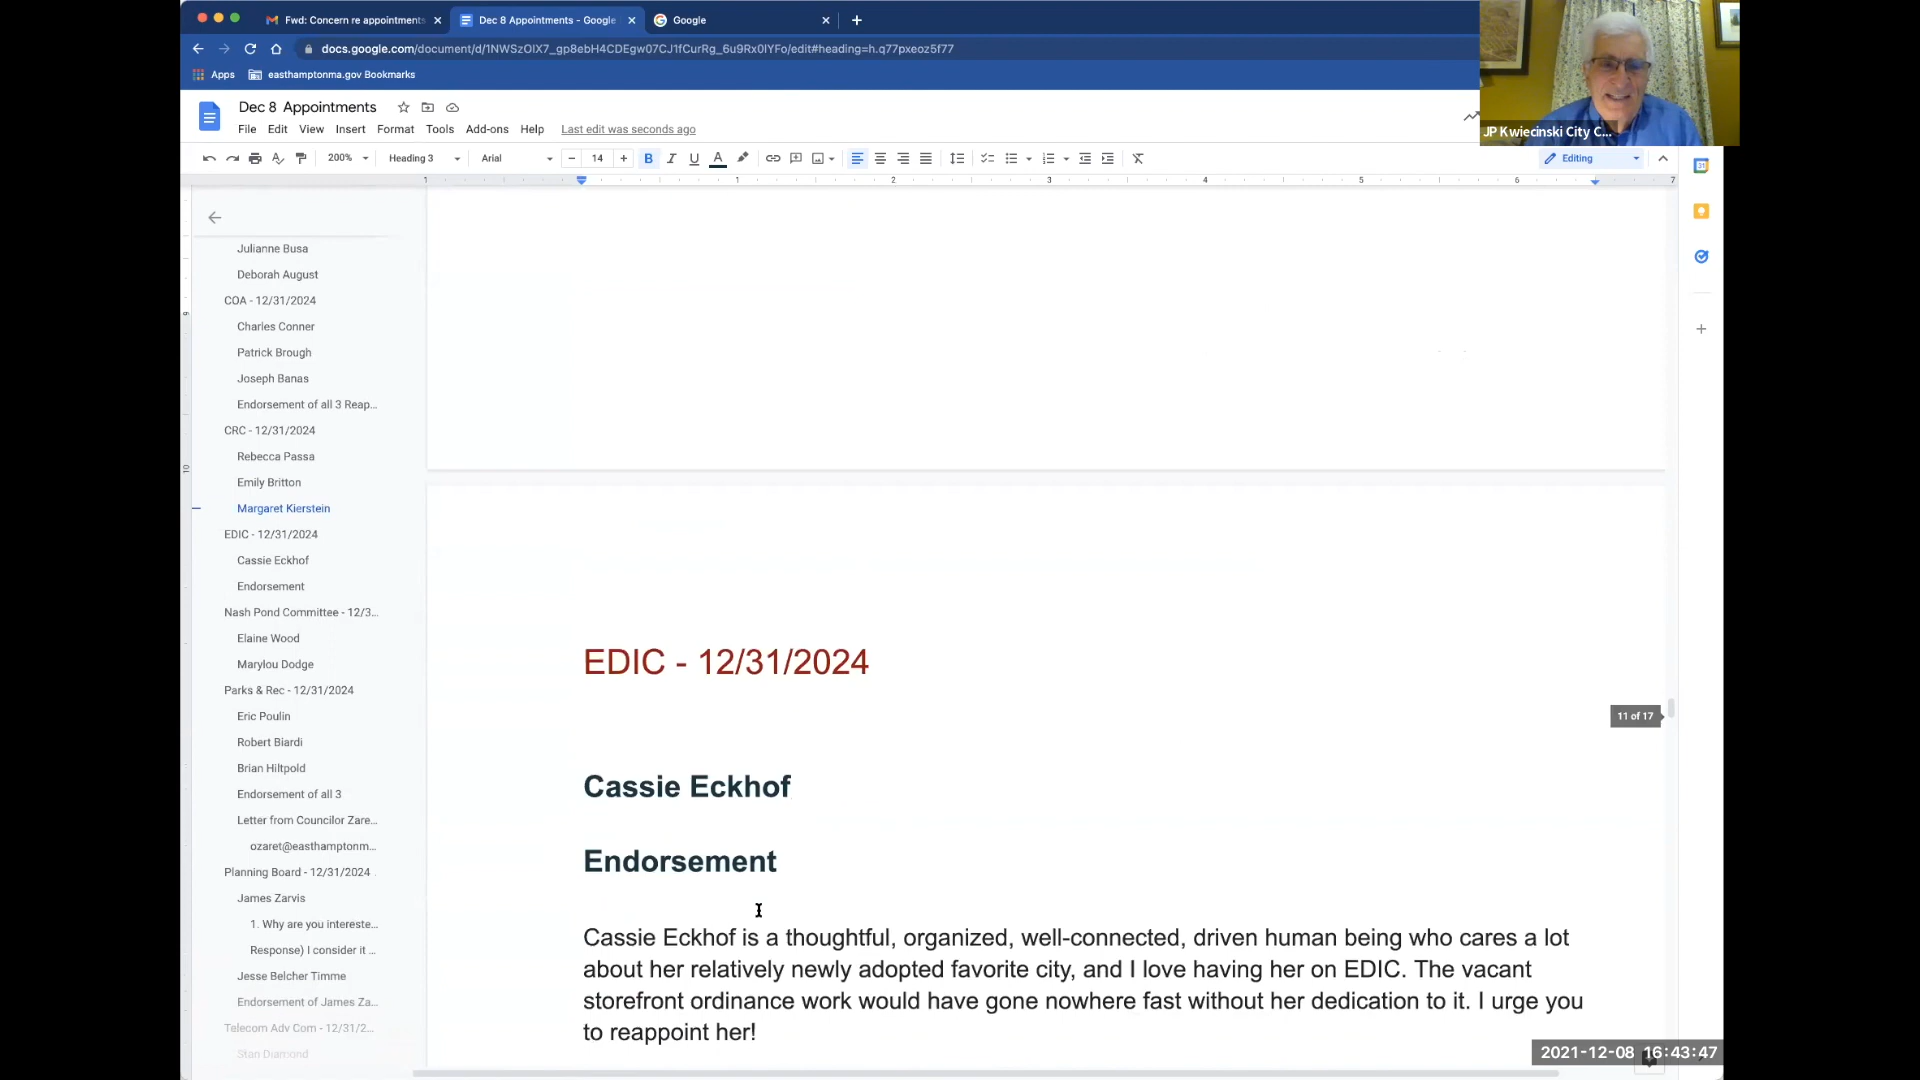 Fwd: Concern re appointments
Dec 8 Appointments - Google
Google
docs.google.com/document/d/1NWSzOIX7_gp8ebH4CDEgw07CJ1fCurRg_6u9Rx0IYFo/edit#heading=h.q77pxeoz5f77
Apps
easthamptonma.gov Bookmarks
Dec 8 Appointments
File Edit View Insert Format Tools Add-ons Help Last edit was seconds ago
JP Kwiecinski City C...
200% Heading 3 Arial 14 B I U A Editing
1 1 2 3 4 5 6 7
Julianne Busa
Deborah August
COA - 12/31/2024
Charles Conner
Patrick Brough
Joseph Banas
Endorsement of all 3 Reap...
CRC - 12/31/2024
Rebecca Passa
Emily Britton
Margaret Kierstein
EDIC - 12/31/2024
Cassie Eckhof
Endorsement
Nash Pond Committee - 12/3...
Elaine Wood
Marylou Dodge
Parks & Rec - 12/31/2024
Eric Poulin
Robert Biardi
Brian Hiltpold
Endorsement of all 3
Letter from Councilor Zare...
ozaret@easthamptonm...
Planning Board - 12/31/2024
James Zarvis
1. Why are you intereste...
Response) I consider it ...
Jesse Belcher Timme
Endorsement of James Za...
Telecom Adv Com - 12/31/2...
Stan Diamond
9
10
EDIC - 12/31/2024
11 of 17
Cassie Eckhof
Endorsement
Cassie Eckhof is a thoughtful, organized, well-connected, driven human being who cares a lot
about her relatively newly adopted favorite city, and I love having her on EDIC. The vacant
storefront ordinance work would have gone nowhere fast without her dedication to it. I urge you
to reappoint her!
2021-12-08 16:43:47